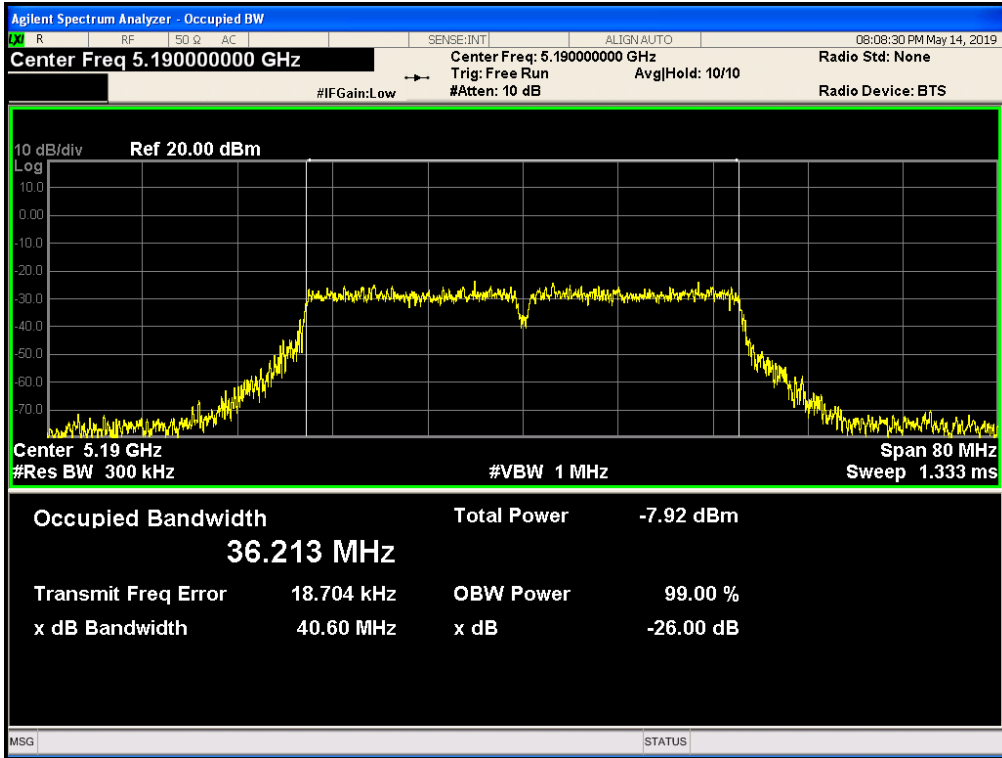 Agilent Spectrum Analyzer - Occupied BW
LXI R RF 50 Ω AC SENSE:INT ALIGN AUTO 08:08:30 PM May 14, 2019
Center Freq 5.190000000 GHz
Center Freq: 5.190000000 GHz Radio Std: None
Trig: Free Run Avg|Hold: 10/10
#IFGain:Low #Atten: 10 dB Radio Device: BTS
10 dB/div Ref 20.00 dBm
Log
10.0
0.00
-10.0
-20.0
-30.0
-40.0
-50.0
-60.0
-70.0
Center 5.19 GHz Span 80 MHz
#Res BW 300 kHz #VBW 1 MHz Sweep 1.333 ms
Occupied Bandwidth Total Power -7.92 dBm
36.213 MHz
Transmit Freq Error 18.704 kHz OBW Power 99.00 %
x dB Bandwidth 40.60 MHz x dB -26.00 dB
MSG STATUS